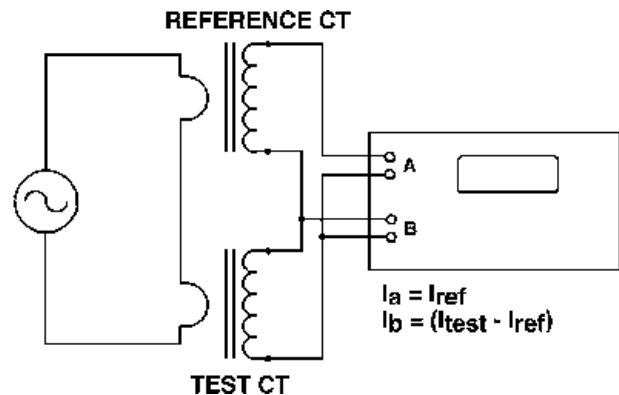 REFERENCE CT
A
B
Ia = Iref
Ib = (Itest - Iref)
TEST CT